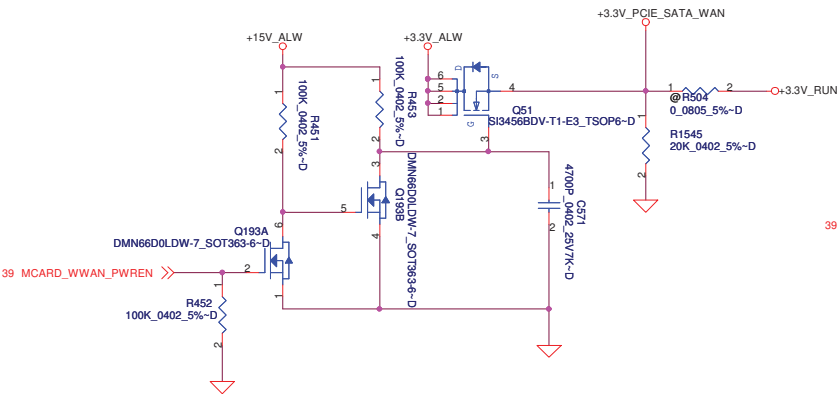 +3.3V_PCIE_SATA_WAN
+15V_ALW
+3.3V_ALW
1
100K_0402_5%~D
R451
2
1
100K_0402_5%~D
R453
2
6
5
2
1
D
S
G
4
3
Q51
SI3456BDV-T1-E3_TSOP6~D
1
2
@R504
0_0805_5%~D
+3.3V_RUN
1
R1545
20K_0402_5%~D
2
3
5
4
DMN66D0LDW-7_SOT363-6~D
Q193B
1
2
4700P_0402_25V7K~D
C571
39
Q193A
DMN66D0LDW-7_SOT363-6~D
6
2
1
39 MCARD_WWAN_PWREN
1
R452
100K_0402_5%~D
2